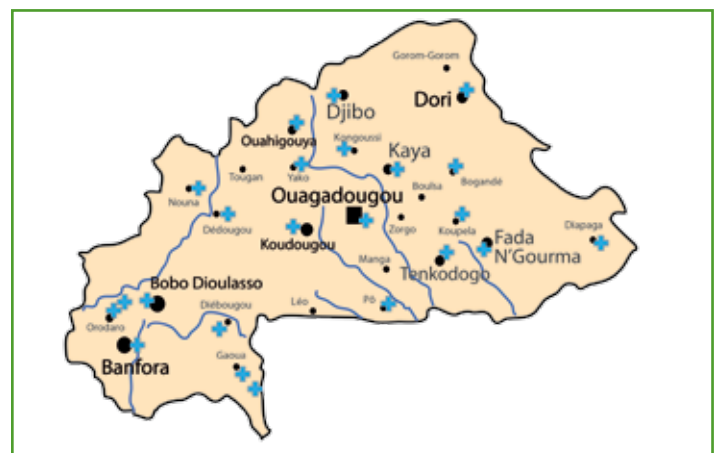 Gorom-Gorom
Dori
Djibo
Ouahigouya
Kongoussi
Kaya
Tougan
Yako
Bogandé
Boulsa
Nouna
Ouagadougou
Dédougou
Zorgo
Koupela
Diapaga
Koudougou
Fada
N'Gourma
Manga
Tenkodogo
Bobo Dioulasso
Diébougou
Léo
Pô
Orodaro
Banfora
Gaoua